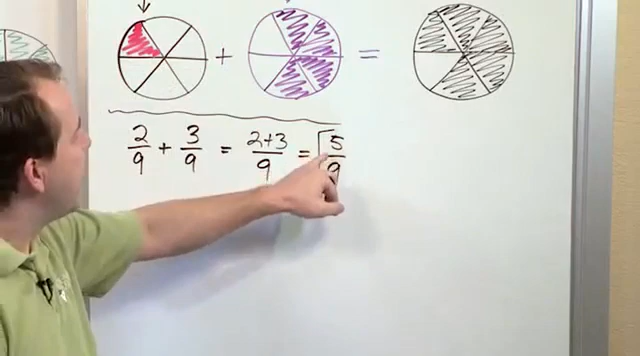 + =
2/9 + 3/9 = 2+3/9 = 5/9